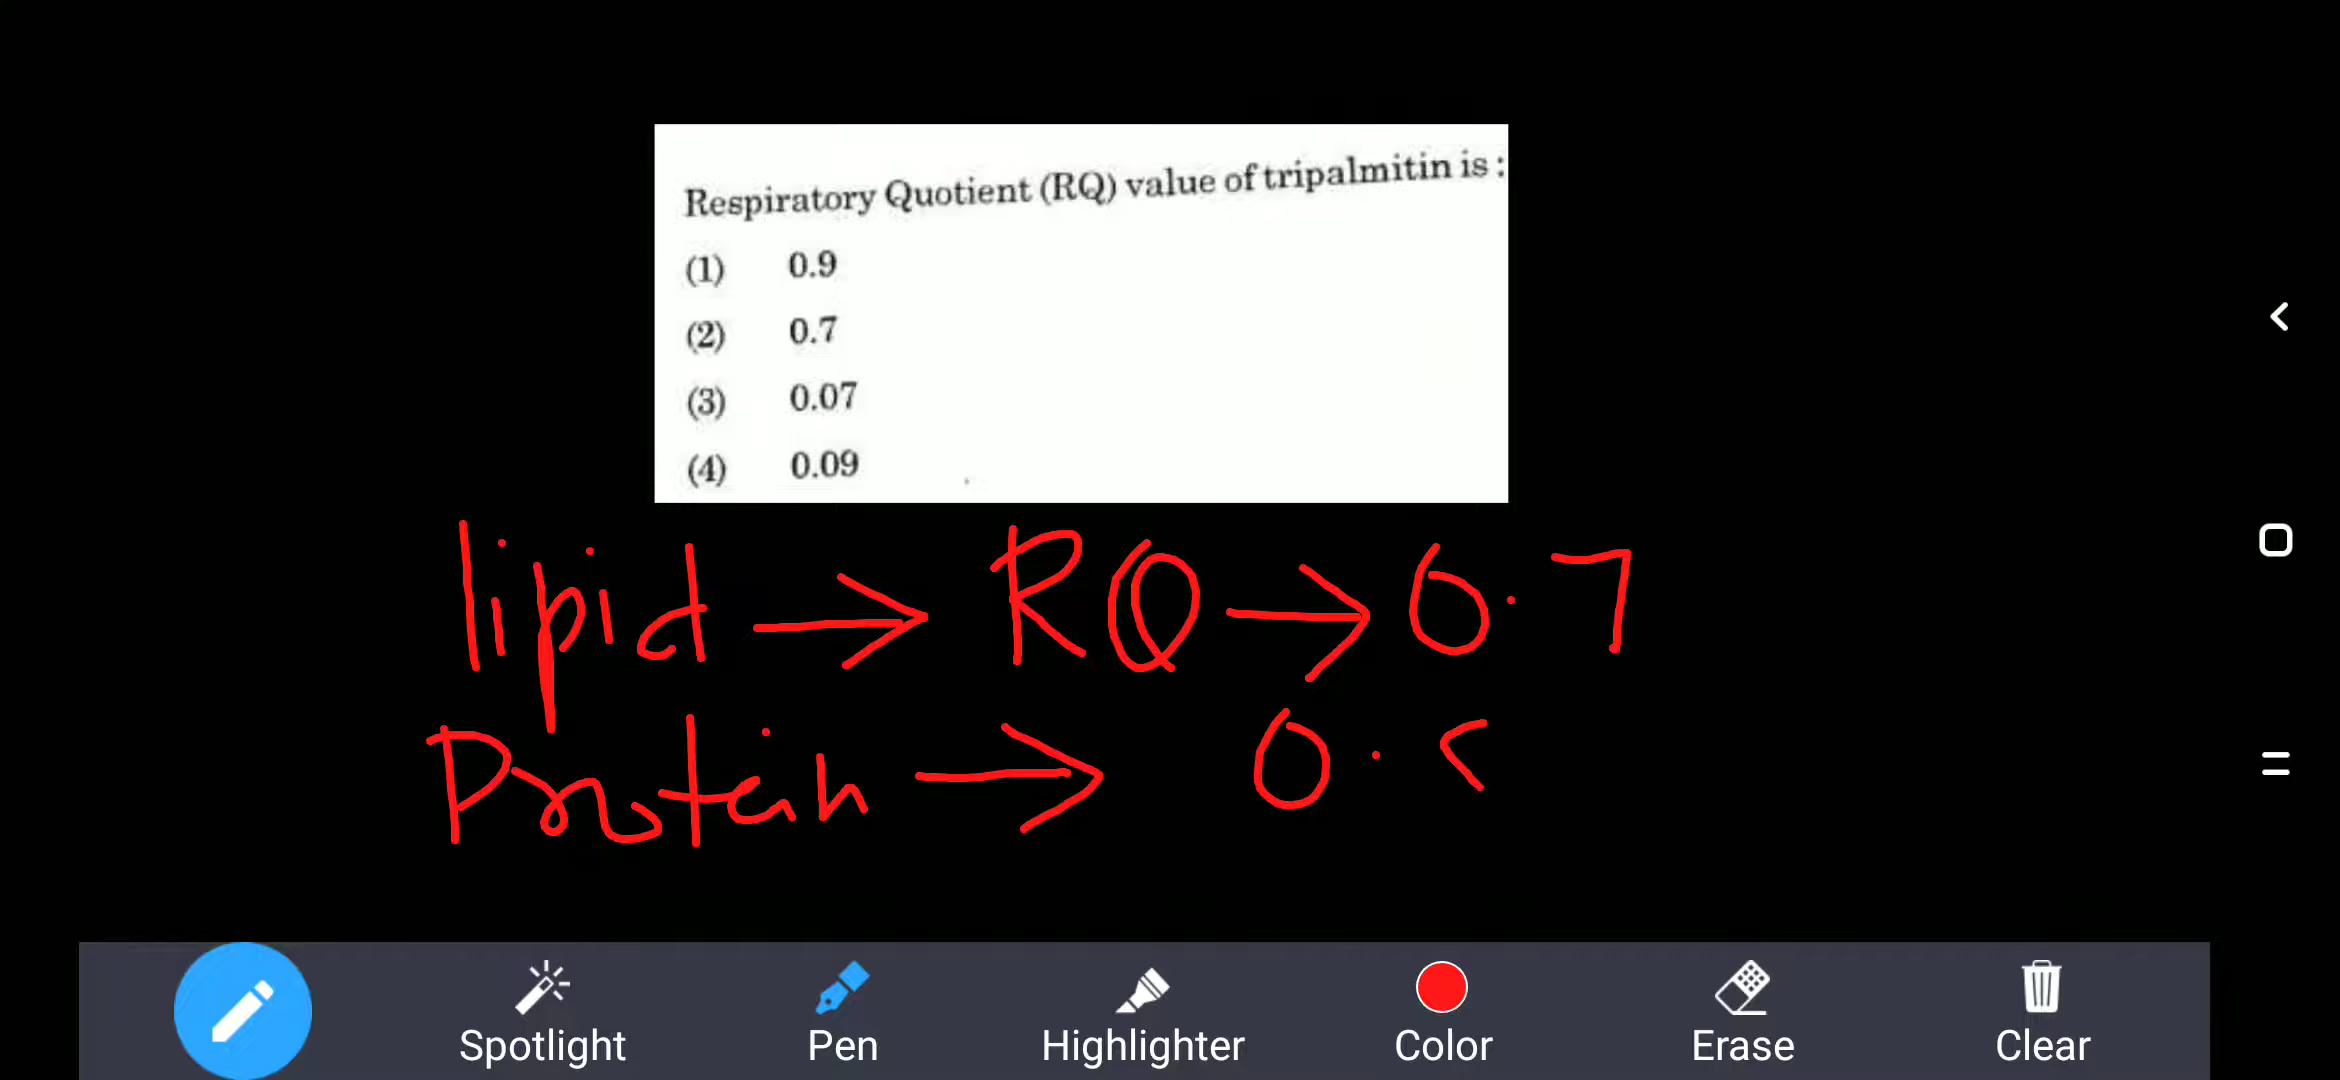 Respiratory Quotient (RQ) value of tripalmitin is :
(1) 0.9
(2) 0.7
(3) 0.07
(4) 0.09
lipid → RQ → 0.7
Protein → 0.
Spotlight Pen Highlighter Color Erase Clear